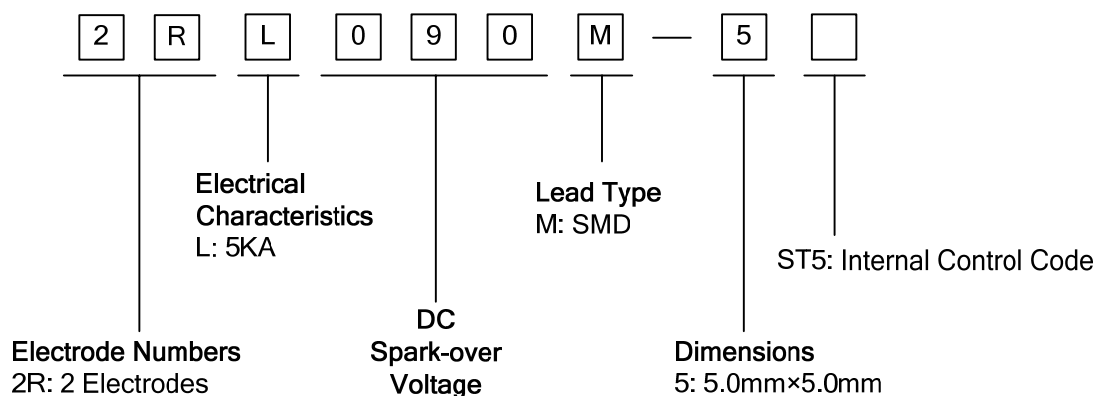 2 R L 0 9 0 M — 5
Electrical
Characteristics
L: 5KA
Lead Type
M: SMD
ST5: Internal Control Code
DC
Spark-over
Voltage
Electrode Numbers
2R: 2 Electrodes
Dimensions
5: 5.0mm×5.0mm